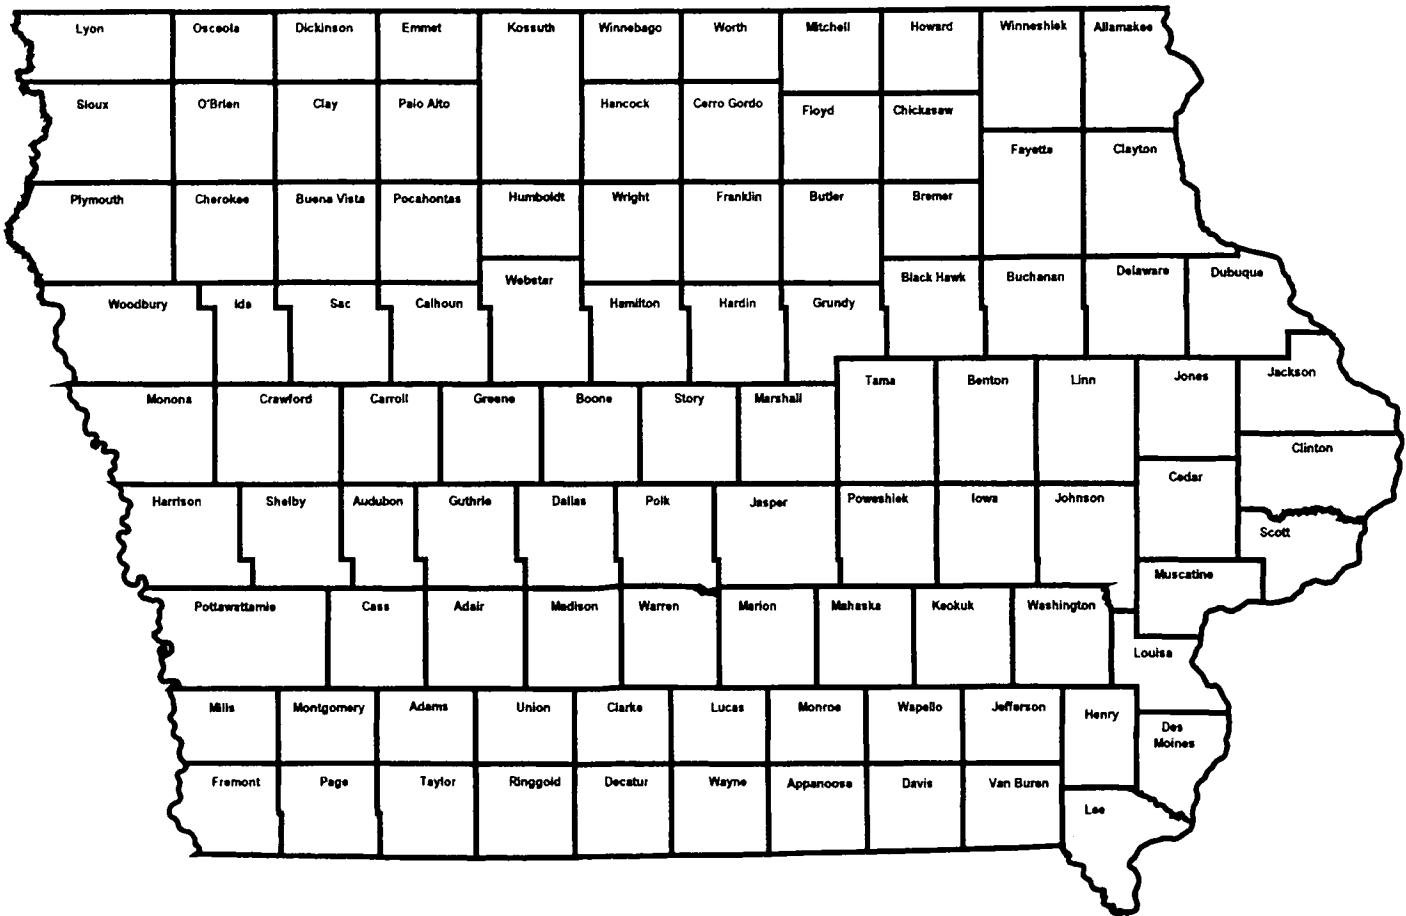 Lyon
Osceola
Dickinson
Emmet
Kossuth
Winnebago
Worth
Mitchell
Howard
Winneshiek
Allamakee
Sioux
O'Brien
Clay
Palo Alto
Hancock
Cerro Gordo
Floyd
Chickasaw
Fayette
Clayton
Plymouth
Cherokee
Buena Vista
Pocahontas
Humboldt
Wright
Franklin
Butler
Bremer
Webster
Black Hawk
Buchanan
Delaware
Dubuque
Woodbury
Ida
Sac
Calhoun
Hamilton
Hardin
Grundy
Tama
Benton
Linn
Jones
Jackson
Monona
Crawford
Carroll
Greene
Boone
Story
Marshall
Clinton
Cedar
Harrison
Shelby
Audubon
Guthrie
Dallas
Polk
Jasper
Poweshiek
Iowa
Johnson
Scott
Muscatine
Pottawattamie
Cass
Adair
Madison
Warren
Marion
Mahaska
Keokuk
Washington
Louisa
Mills
Montgomery
Adams
Union
Clarke
Lucas
Monroe
Wapello
Jefferson
Henry
Des
Moines
Fremont
Page
Taylor
Ringgold
Decatur
Wayne
Appanoose
Davis
Van Buren
Lee